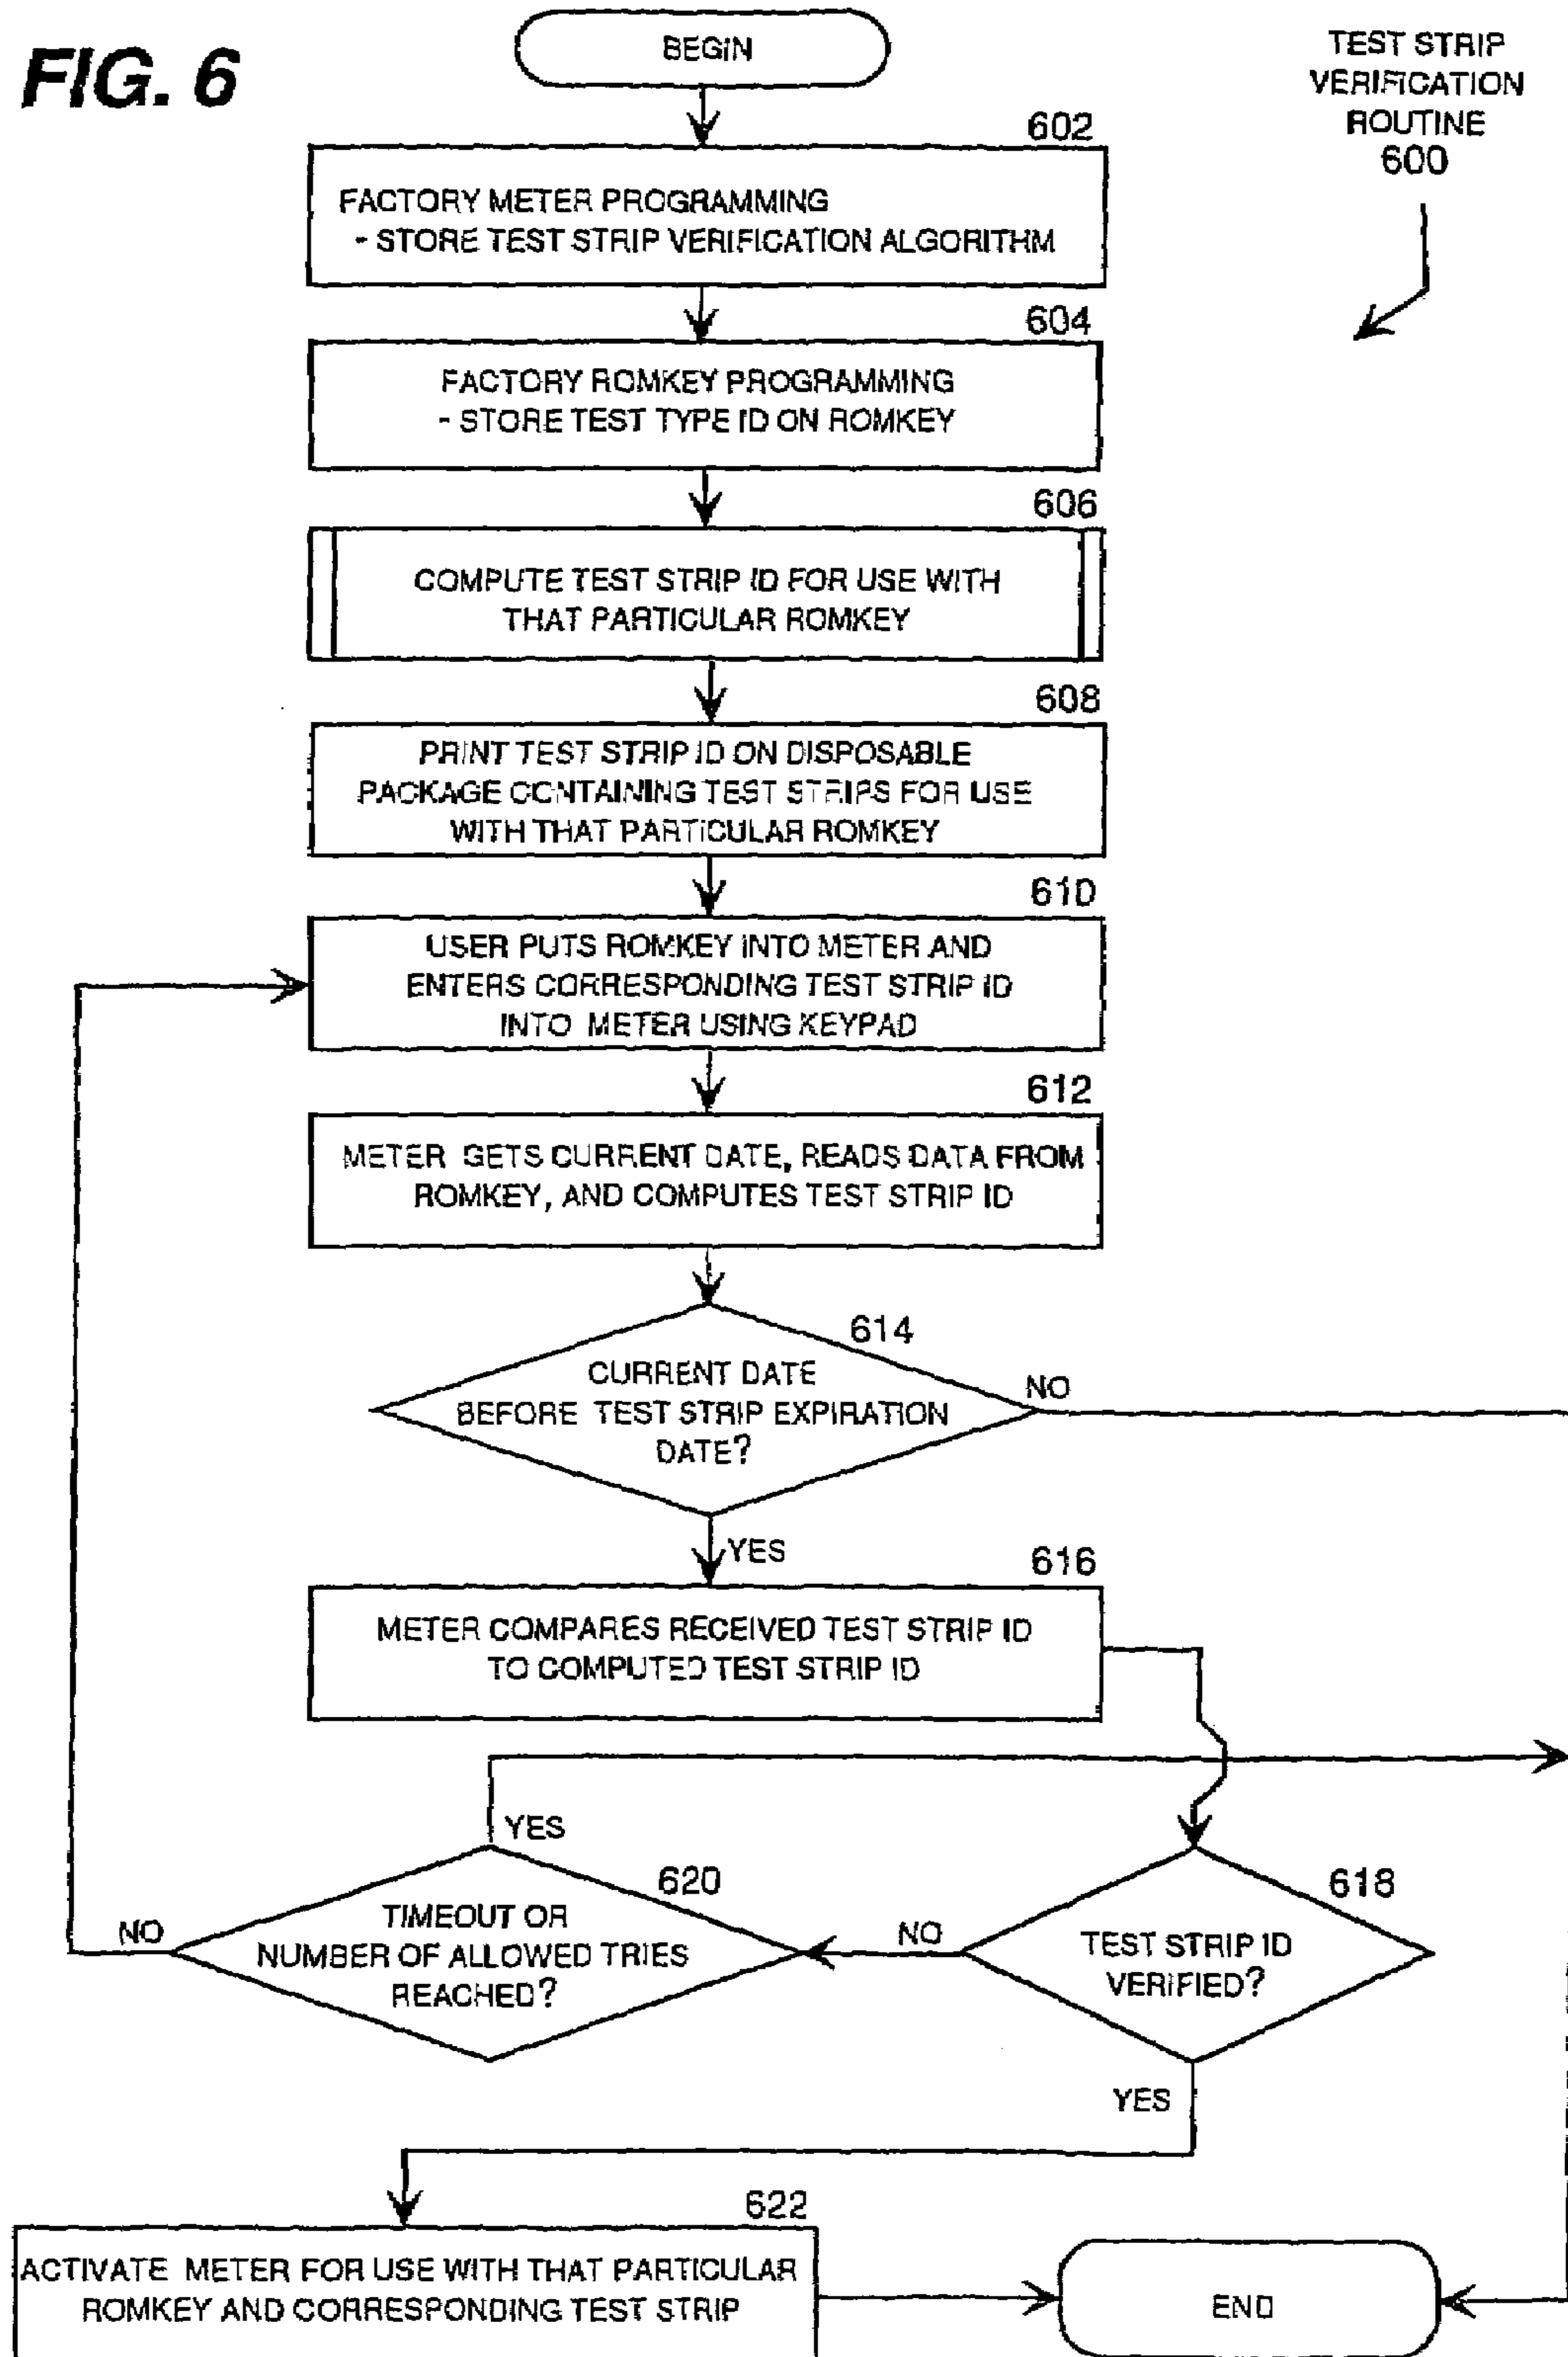 FIG. 6
BEGIN
TEST STRIP
VERIFICATION
ROUTINE
600
602
FACTORY METER PROGRAMMING
- STORE TEST STRIP VERIFICATION ALGORITHM
604
FACTORY ROMKEY PROGRAMMING
- STORE TEST TYPE ID ON ROMKEY
606
COMPUTE TEST STRIP ID FOR USE WITH
THAT PARTICULAR ROMKEY
608
PRINT TEST STRIP ID ON DISPOSABLE
PACKAGE CONTAINING TEST STRIPS FOR USE
WITH THAT PARTICULAR ROMKEY
610
USER PUTS ROMKEY INTO METER AND
ENTERS CORRESPONDING TEST STRIP ID
INTO METER USING KEYPAD
612
METER GETS CURRENT DATE, READS DATA FROM
ROMKEY, AND COMPUTES TEST STRIP ID
614
CURRENT DATE
BEFORE TEST STRIP EXPIRATION
DATE?
NO
YES
616
METER COMPARES RECEIVED TEST STRIP ID
TO COMPUTED TEST STRIP ID
YES
620
TIMEOUT OR
NUMBER OF ALLOWED TRIES
REACHED?
NO
NO
618
TEST STRIP ID
VERIFIED?
YES
622
ACTIVATE METER FOR USE WITH THAT PARTICULAR
ROMKEY AND CORRESPONDING TEST STRIP
END